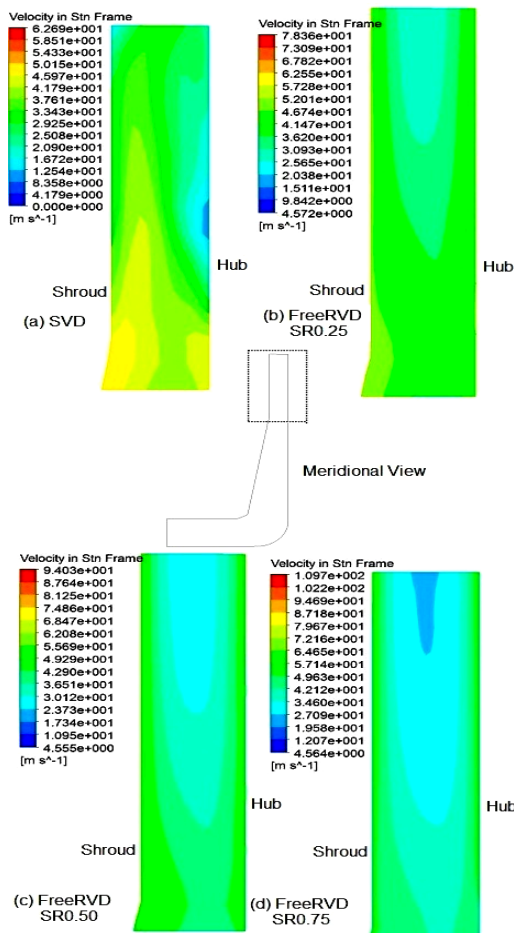 Velocity in Stn Frame
6.269e+001
5.851e+001
5.433e+001
5.015e+001
4.597e+001
4.179e+001
3.761e+001
3.343e+001
2.925e+001
2.508e+001
2.090e+001
1.672e+001
1.254e+001
8.358e+000
4.179e+000
0.000e+000
[m s^-1]
Shroud
Hub
(a) SVD
Velocity in Stn Frame
7.836e+001
7.309e+001
6.782e+001
6.255e+001
5.728e+001
5.201e+001
4.674e+001
4.147e+001
3.620e+001
3.093e+001
2.565e+001
2.038e+001
1.511e+001
9.842e+000
4.572e+000
[m s^-1]
Shroud
Hub
(b) FreeRVD
SR0.25
Meridional View
Velocity in Stn Frame
9.403e+001
8.764e+001
8.125e+001
7.486e+001
6.847e+001
6.208e+001
5.569e+001
4.929e+001
4.290e+001
3.651e+001
3.012e+001
2.373e+001
1.734e+001
1.095e+001
4.555e+000
[m s^-1]
Hub
Shroud
(c) FreeRVD
SR0.50
Velocity in Stn Frame
1.097e+002
1.022e+002
9.469e+001
8.718e+001
7.967e+001
7.216e+001
6.465e+001
5.714e+001
4.963e+001
4.212e+001
3.460e+001
2.709e+001
1.958e+001
1.207e+001
4.564e+000
[m s^-1]
Hub
Shroud
(d) FreeRVD
SR0.75